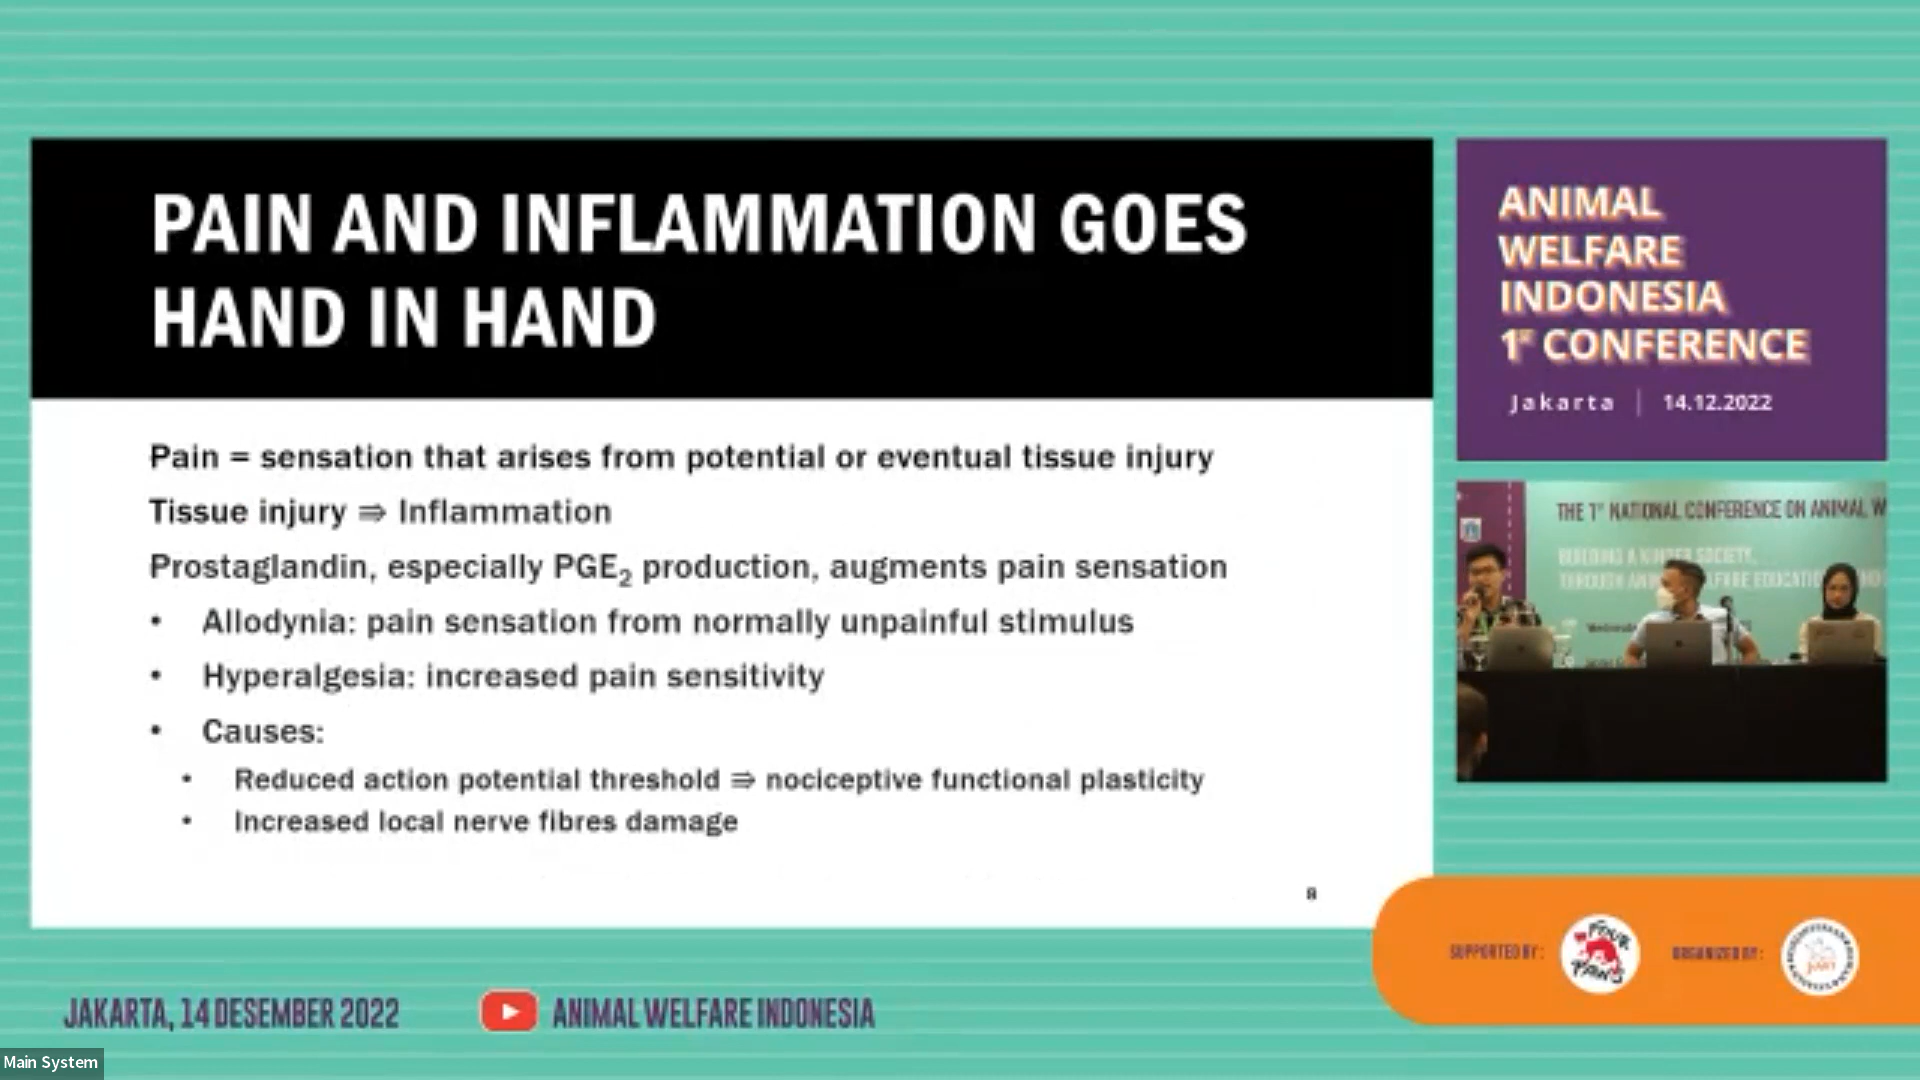 PAIN AND INFLAMMATION GOES
HAND IN HAND
Pain = sensation that arises from potential or eventual tissue injury
Tissue injury ⇒ Inflammation
Prostaglandin, especially PGE₂ production, augments pain sensation
• Allodynia: pain sensation from normally unpainful stimulus
• Hyperalgesia: increased pain sensitivity
• Causes:
• Reduced action potential threshold ⇒ nociceptive functional plasticity
• Increased local nerve fibres damage
8
ANIMAL
WELFARE
INDONESIA
1st CONFERENCE
Jakarta | 14.12.2022
THE 1st NATIONAL CONFERENCE ON ANIMAL W
BUILDING A KINDER SOCIETY,
THROUGH
SUPPORTED BY:
FOUR
PAWS
ORGANIZED BY:
JAKARTA, 14 DESEMBER 2022
ANIMAL WELFARE INDONESIA
Main System